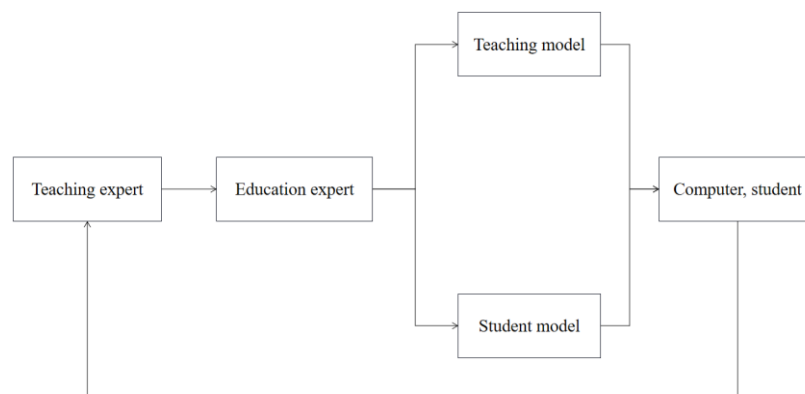 Teaching model
Teaching expert
Education expert
Computer, student
Student model